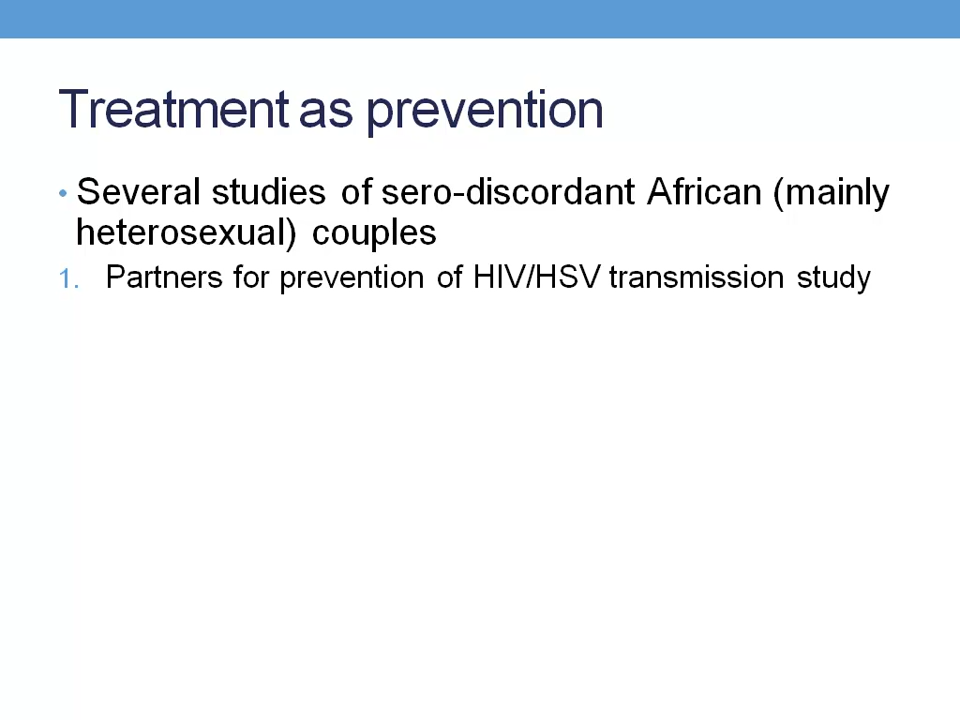 Treatment as prevention
• Several studies of sero-discordant African (mainly
heterosexual) couples
1. Partners for prevention of HIV/HSV transmission study